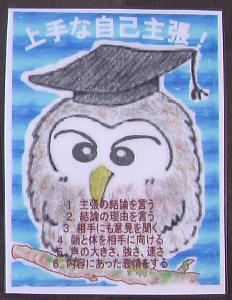 上手な自己主張！
1. 主張の結論を言う
2. 結論の理由を言う
3. 相手にも意見を聞く
4. 顔と体を相手に向ける
5. 声の大きさ、強さ、速さ
6. 内容にあった表情をする